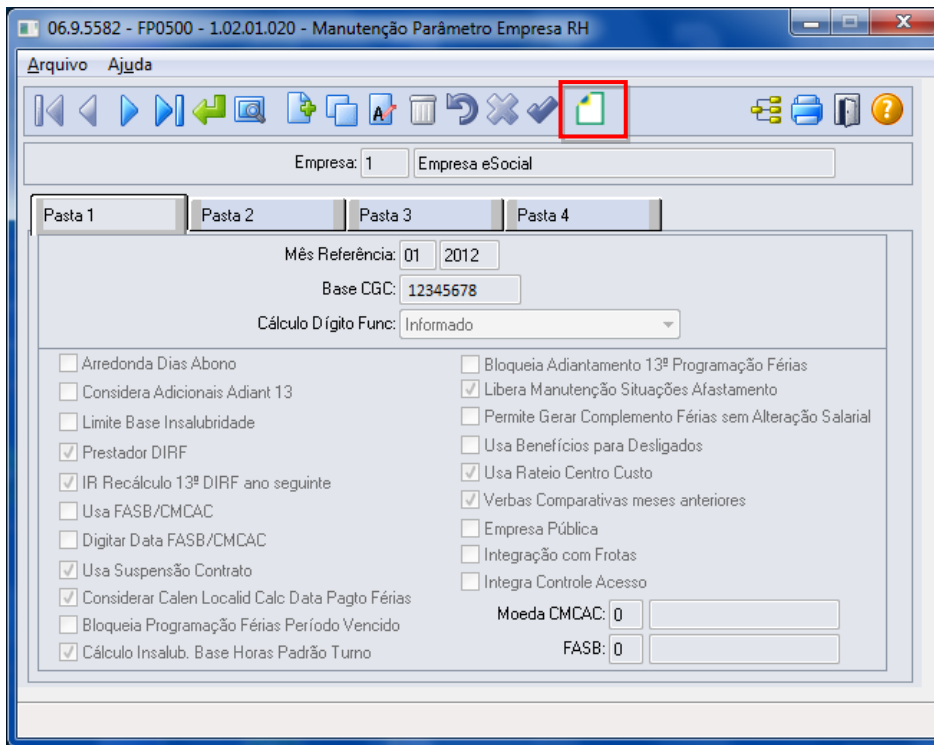 06.9.5582 - FP0500 - 1.02.01.020 - Manutenção Parâmetro Empresa RH
Arquivo Ajuda
Empresa: 1 Empresa eSocial
Pasta 1 Pasta 2 Pasta 3 Pasta 4
Mês Referência: 01 2012
Base CGC: 12345678
Cálculo Dígito Func: Informado
Arredonda Dias Abono
Considera Adicionais Adiant 13
Limite Base Insalubridade
Prestador DIRF
IR Recálculo 13º DIRF ano seguinte
Usa FASB/CMCAC
Digitar Data FASB/CMCAC
Usa Suspensão Contrato
Considerar Calen Localid Calc Data Pagto Férias
Bloqueia Programação Férias Período Vencido
Cálculo Insalub. Base Horas Padrão Turno
Bloqueia Adiantamento 13º Programação Férias
Libera Manutenção Situações Afastamento
Permite Gerar Complemento Férias sem Alteração Salarial
Usa Benefícios para Desligados
Usa Rateio Centro Custo
Verbas Comparativas meses anteriores
Empresa Pública
Integração com Frotas
Integra Controle Acesso
Moeda CMCAC: 0
FASB: 0